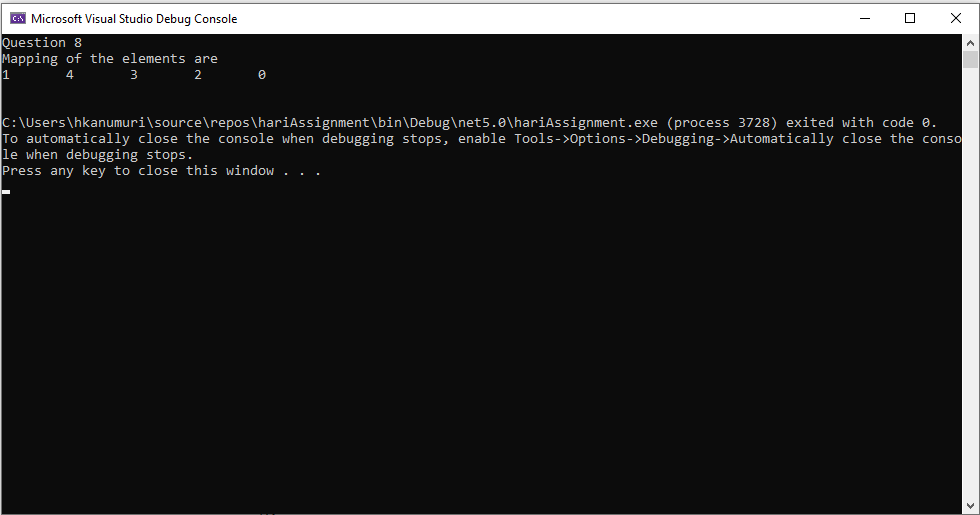 Microsoft Visual Studio Debug Console
Question 8
Mapping of the elements are
1       4       3       2       0
C:\Users\hkanumuri\source\repos\hariAssignment\bin\Debug\net5.0\hariAssignment.exe (process 3728) exited with code 0.
To automatically close the console when debugging stops, enable Tools->Options->Debugging->Automatically close the conso
le when debugging stops.
Press any key to close this window . . .